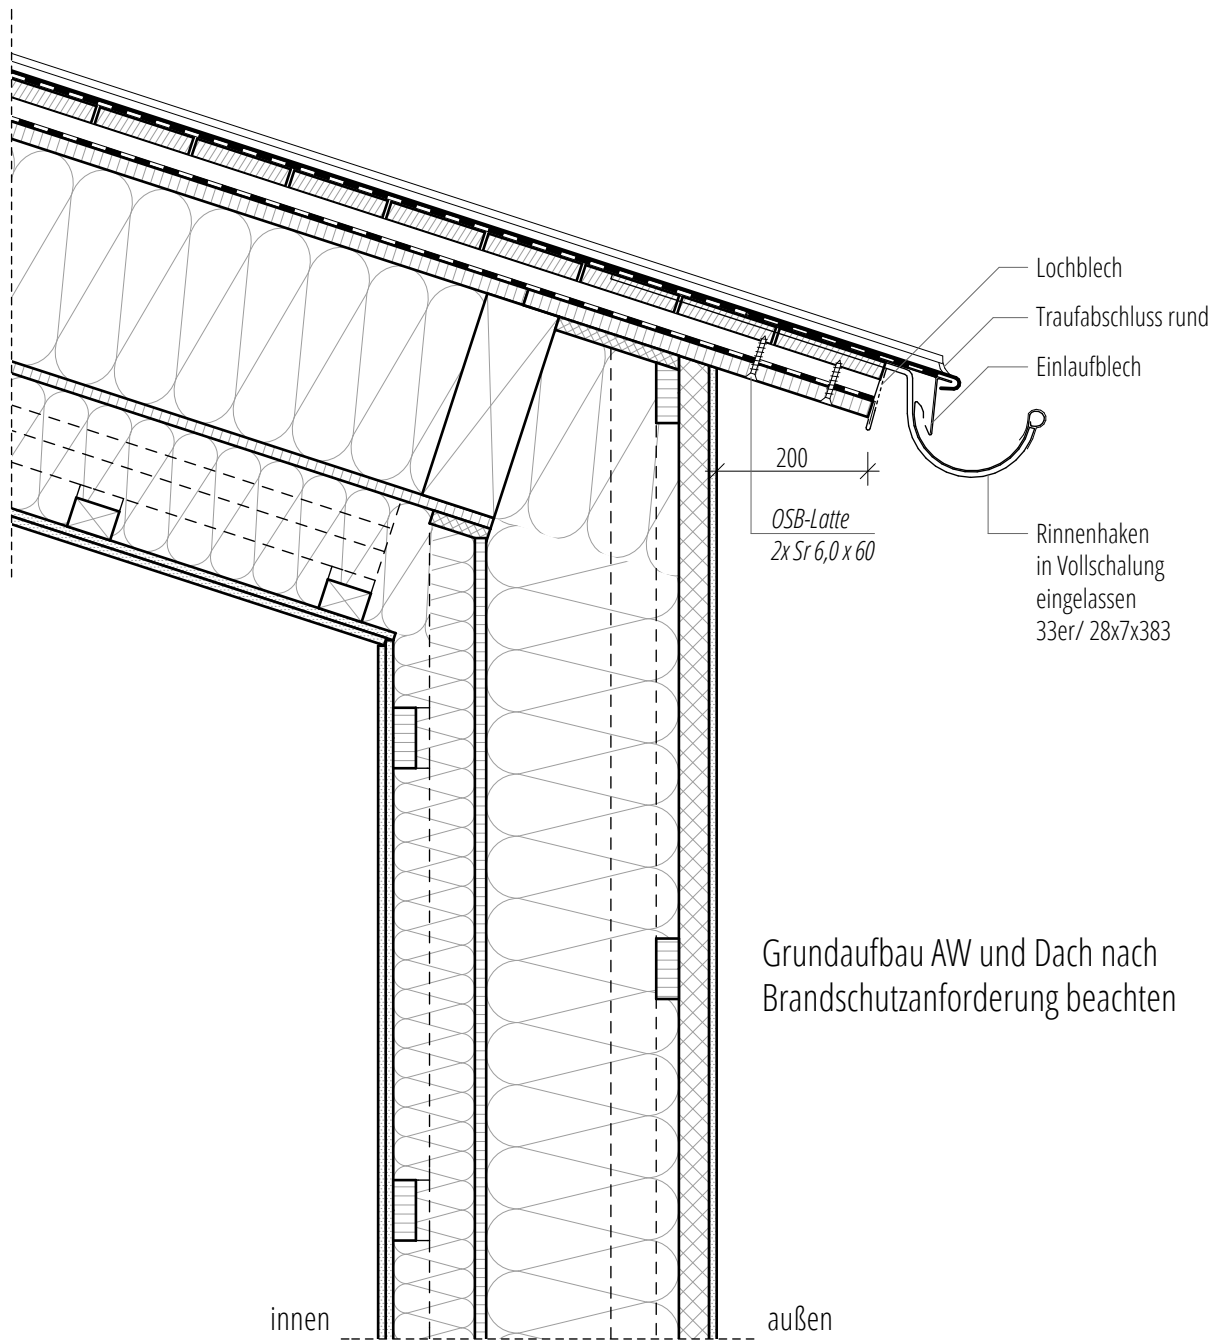 Lochblech
Traufabschluss rund
Einlaufblech
200
OSB-Latte
2x Sr 6,0 x 60
Rinnenhaken
in Vollschalung
eingelassen
33er/ 28x7x383
Grundaufbau AW und Dach nach
Brandschutzanforderung beachten
innen
außen